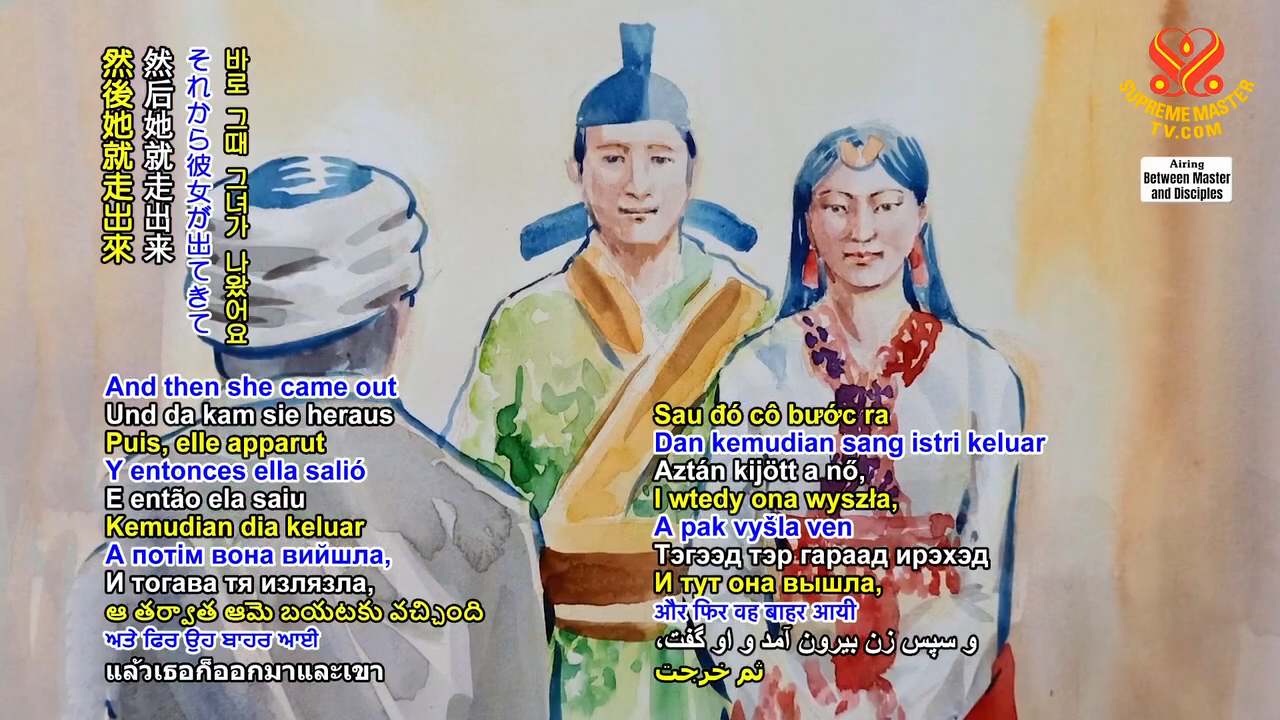 然後她就走出來
然后她就走出来
それから彼女が出てきて
바로 그때 그녀가 나왔어요
And then she came out
Und da kam sie heraus
Puis, elle apparut
Y entonces ella salió
E então ela saiu
Kemudian dia keluar
А потім вона вийшла,
И тогава тя излязла,
ఆ తర్వాత ఆమె బయటకు వచ్చింది
ਅਤੇ ਫਿਰ ਉਹ ਬਾਹਰ ਆਈ
แล้วเธอก็ออกมาและเขา
Sau đó cô bước ra
Dan kemudian sang istri keluar
Aztán kijött a nő,
I wtedy ona wyszła,
A pak vyšla ven
Тэгээд тэр гараад ирэхэд
И тут она вышла,
और फिर वह बाहर आयी
و سپس زن بیرون آمد و او گفت،
ثم خرجت
SUPREME MASTER
TV.COM
Airing
Between Master
and Disciples